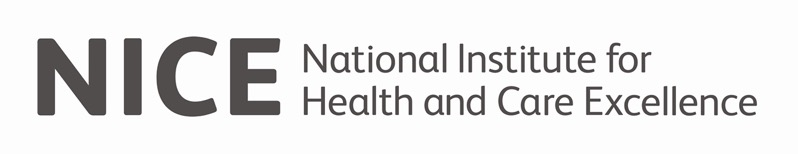 NICE National Institute for
Health and Care Excellence